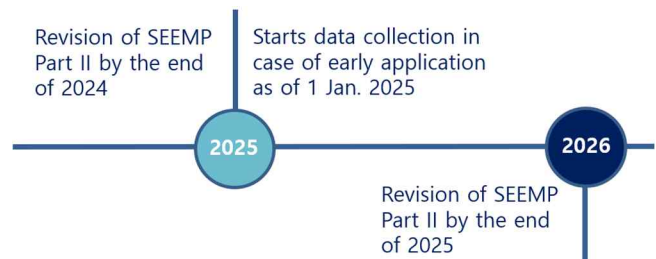 Revision of SEEMP
Part II by the end
of 2024
Starts data collection in
case of early application
as of 1 Jan. 2025
2025
2026
Revision of SEEMP
Part II by the end
of 2025